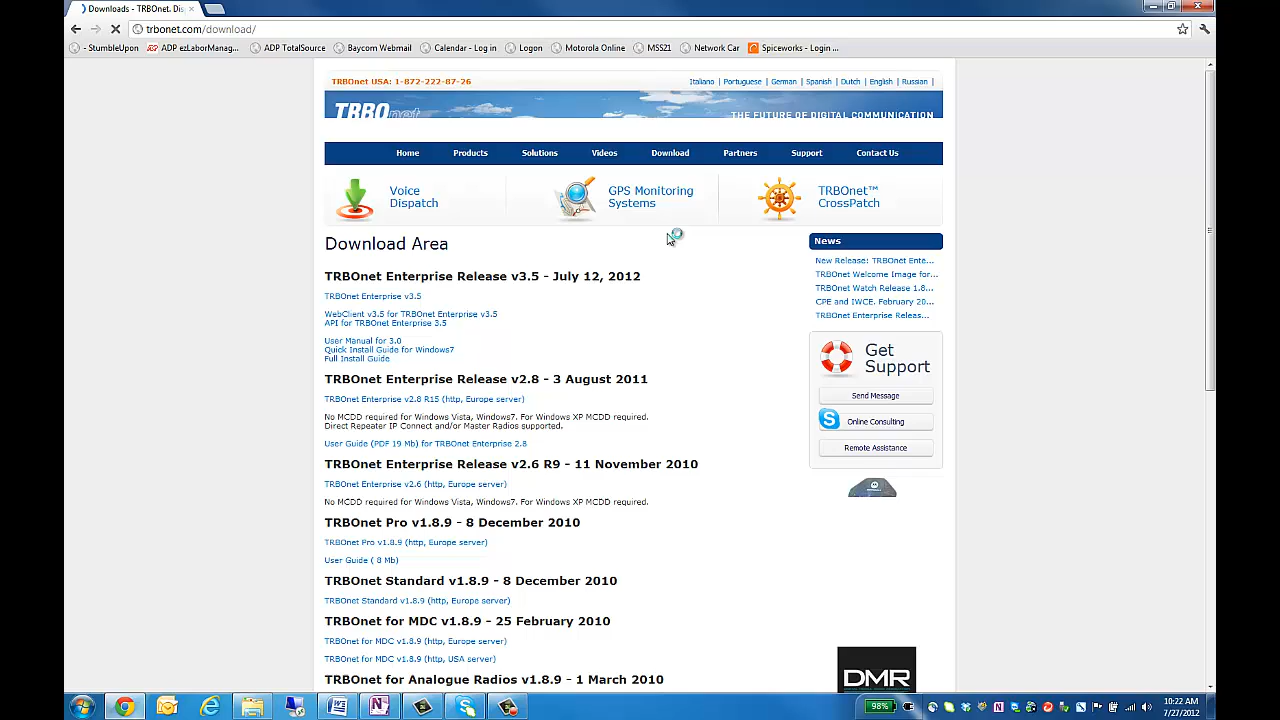 Downloads - TRBOnet. Dis
trbonet.com/download/
- StumbleUpon
ADP ezLaborManag...
ADP TotalSource
Baycom Webmail
Calendar - Log in
Logon
Motorola Online
MSS21
Network Car
Spiceworks - Login ...
TRBOnet USA: 1-872-222-87-26
Italiano | Portuguese | German | Spanish | Dutch | English | Russian |
TRBOnet
THE FUTURE OF DIGITAL COMMUNICATION
Home
Products
Solutions
Videos
Download
Partners
Support
Contact Us
Voice
Dispatch
GPS Monitoring
Systems
TRBOnet™
CrossPatch
Download Area
TRBOnet Enterprise Release v3.5 - July 12, 2012
TRBOnet Enterprise v3.5
WebClient v3.5 for TRBOnet Enterprise v3.5
API for TRBOnet Enterprise 3.5
User Manual for 3.0
Quick Install Guide for Windows7
Full Install Guide
TRBOnet Enterprise Release v2.8 - 3 August 2011
TRBOnet Enterprise v2.8 R15 (http, Europe server)
No MCDD required for Windows Vista, Windows7. For Windows XP MCDD required.
Direct Repeater IP Connect and/or Master Radios supported.
User Guide (PDF 19 Mb) for TRBOnet Enterprise 2.8
TRBOnet Enterprise Release v2.6 R9 - 11 November 2010
TRBOnet Enterprise v2.6 (http, Europe server)
No MCDD required for Windows Vista, Windows7. For Windows XP MCDD required.
TRBOnet Pro v1.8.9 - 8 December 2010
TRBOnet Pro v1.8.9 (http, Europe server)
User Guide ( 8 Mb)
TRBOnet Standard v1.8.9 - 8 December 2010
TRBOnet Standard v1.8.9 (http, Europe server)
TRBOnet for MDC v1.8.9 - 25 February 2010
TRBOnet for MDC v1.8.9 (http, Europe server)
TRBOnet for MDC v1.8.9 (http, USA server)
TRBOnet for Analogue Radios v1.8.9 - 1 March 2010
News
New Release: TRBOnet Ente...
TRBOnet Welcome Image for...
TRBOnet Watch Release 1.8...
CPE and IWCE. February 20...
TRBOnet Enterprise Releas...
Get
Support
Send Message
Online Consulting
Remote Assistance
DMR
98%
10:22 AM
7/27/2012